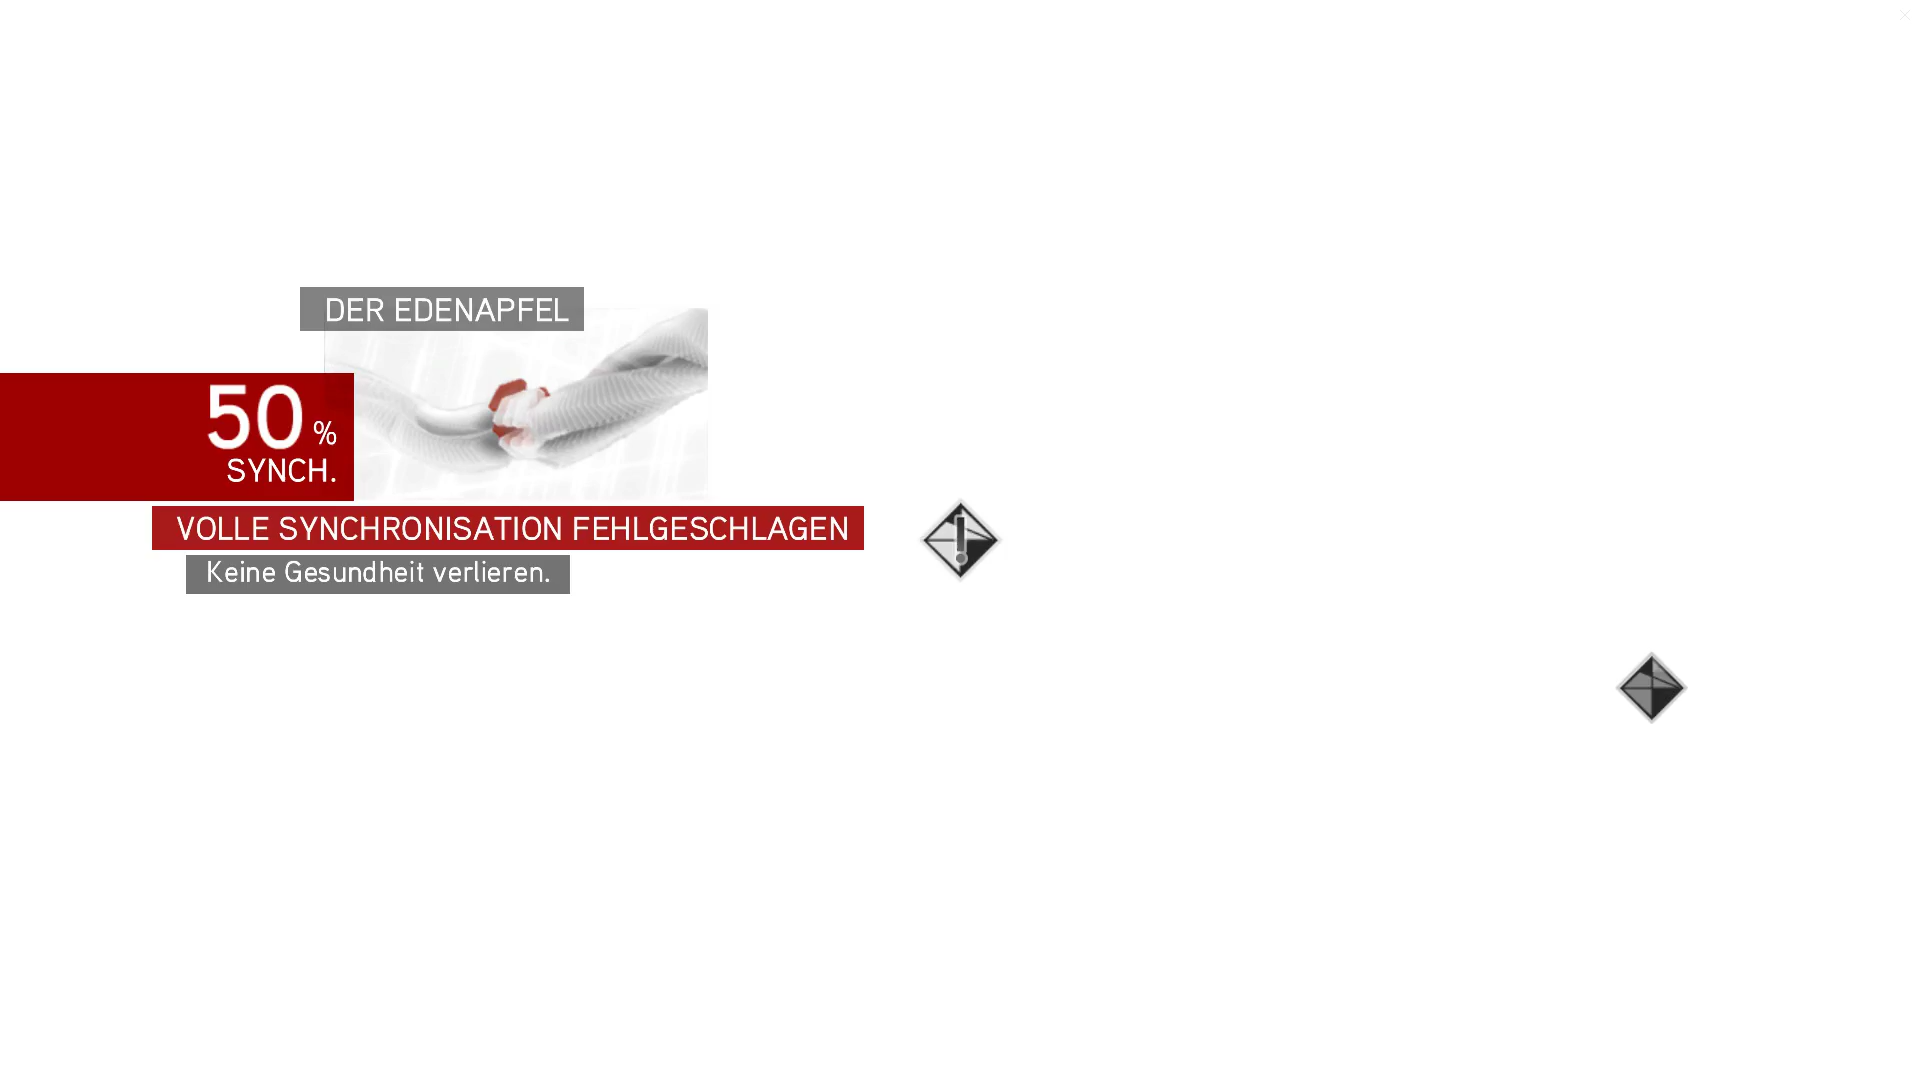 DER EDENAPFEL
50 %
SYNCH.
VOLLE SYNCHRONISATION FEHLGESCHLAGEN
Keine Gesundheit verlieren.